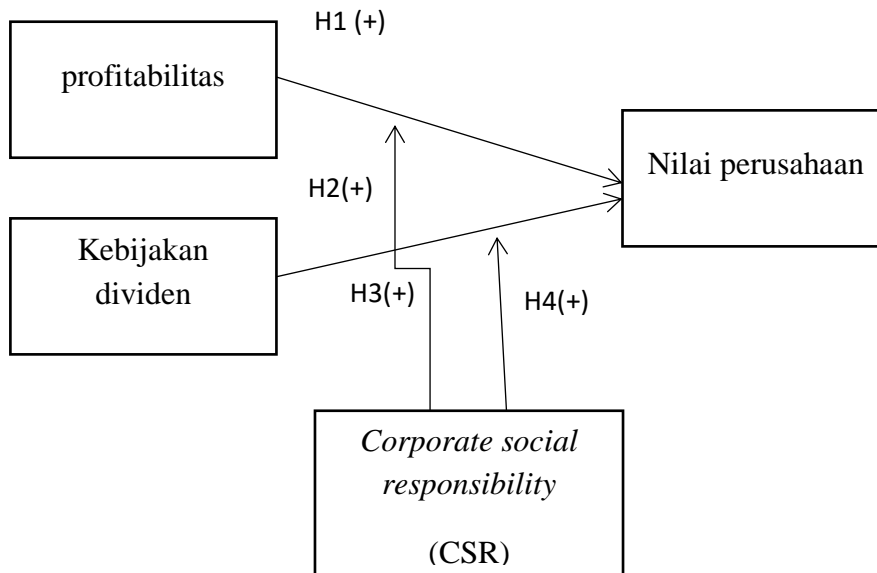 H1 (+)
profitabilitas
Nilai perusahaan
H2(+)
Kebijakan
dividen
H3(+)
H4(+)
Corporate social
responsibility
(CSR)